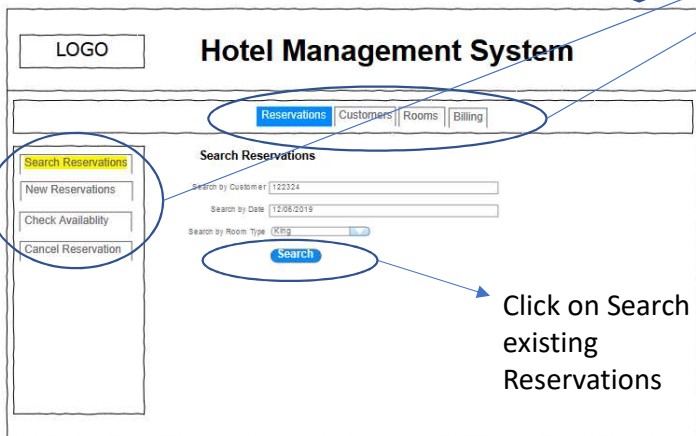 LOGO
Hotel Management System
Reservations Customers Rooms Billing
Search Reservations
New Reservations
Check Availablity
Cancel Reservation
Search Reservations
Search by Customer 122324
Search by Date 12/06/2019
Search by Room Type King
Search
Click on Search
existing
Reservations